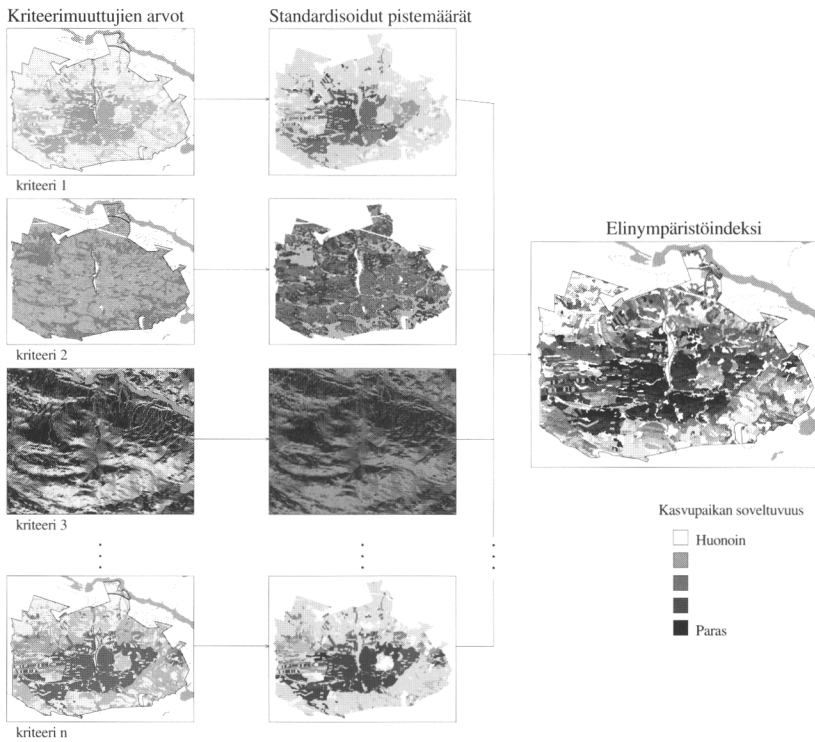 Kriteerimuuttujien arvot
Standardisoidut pistemäärät
kriteeri 1
kriteeri 2
kriteeri 3
kriteeri n
Elinympäristöindeksi
Kasvupaikan soveltuvuus
Huonoin
Paras